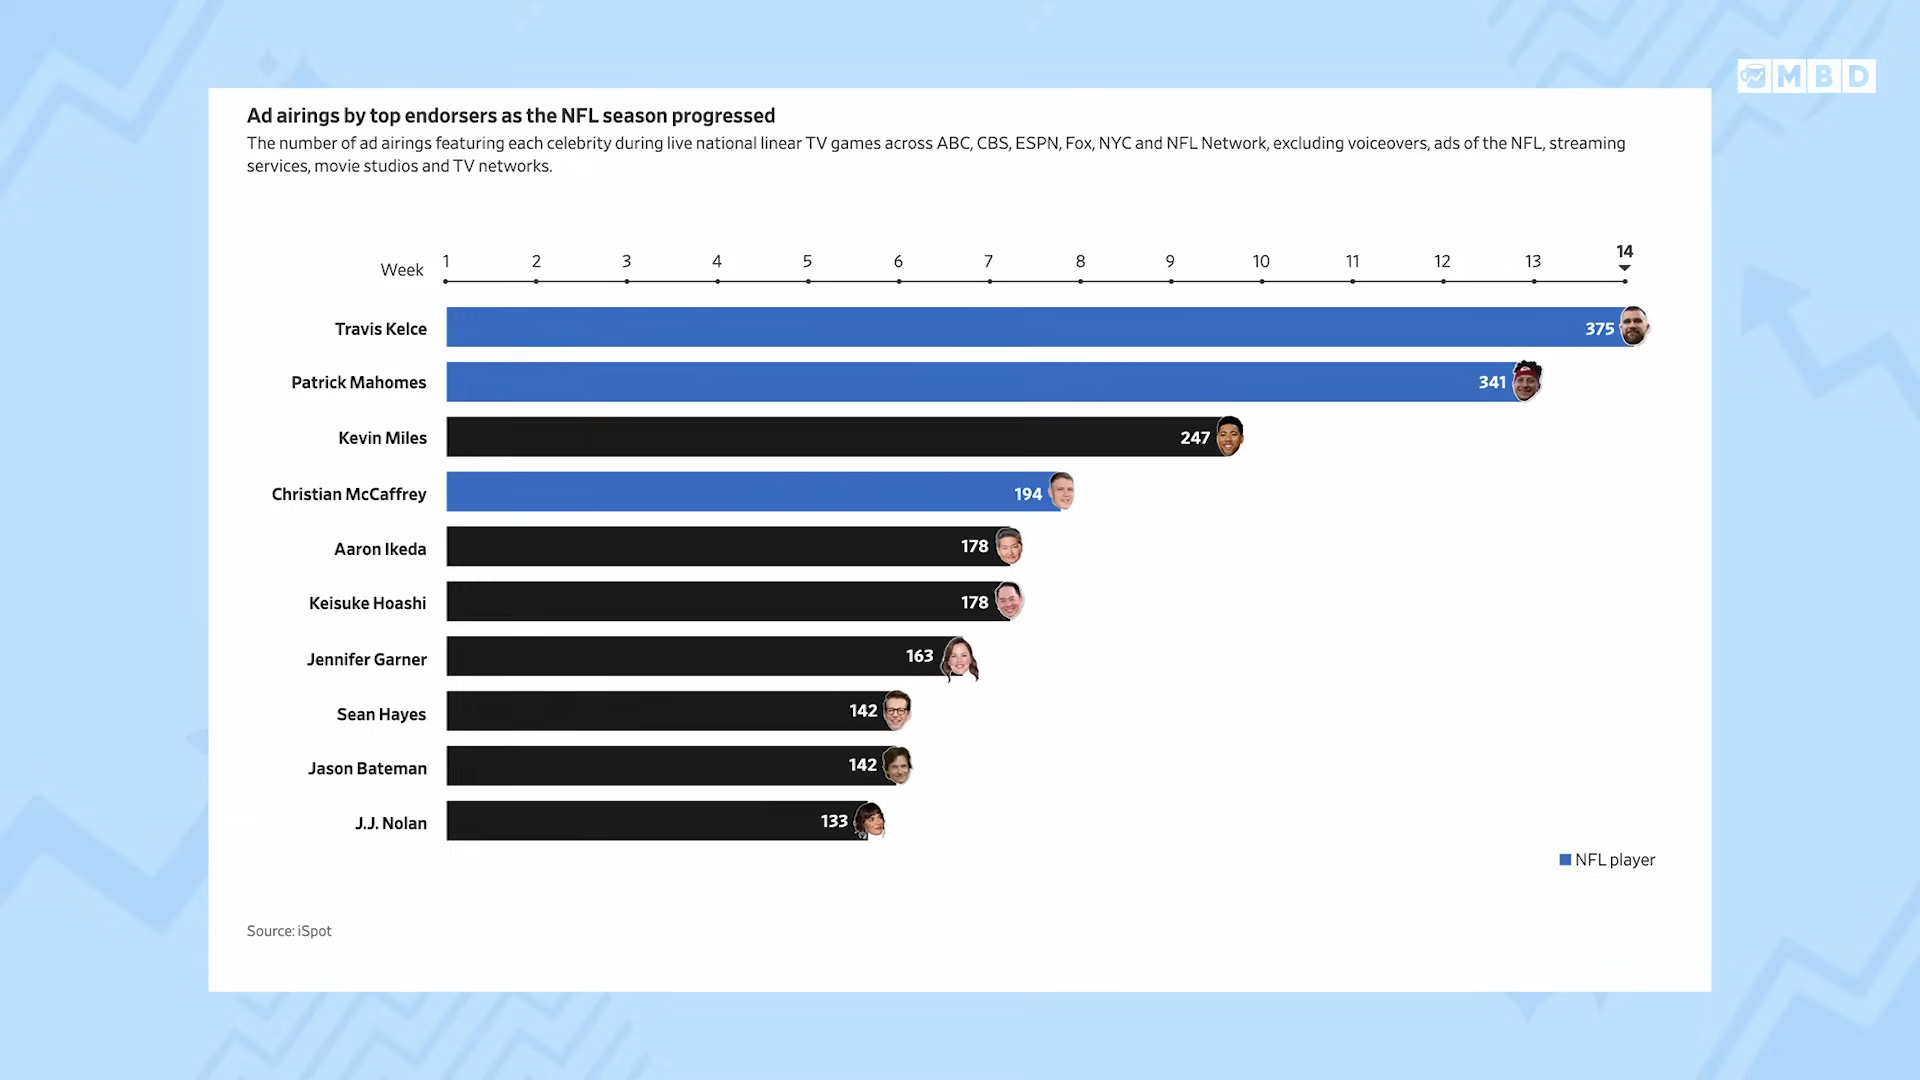 MBD
Ad airings by top endorsers as the NFL season progressed
The number of ad airings featuring each celebrity during live national linear TV games across ABC, CBS, ESPN, Fox, NYC and NFL Network, excluding voiceovers, ads of the NFL, streaming
services, movie studios and TV networks.
Week 1 2 3 4 5 6 7 8 9 10 11 12 13 14
Travis Kelce 375
Patrick Mahomes 341
Kevin Miles 247
Christian McCaffrey 194
Aaron Ikeda 178
Keisuke Hoashi 178
Jennifer Garner 163
Sean Hayes 142
Jason Bateman 142
J.J. Nolan 133
NFL player
Source: iSpot